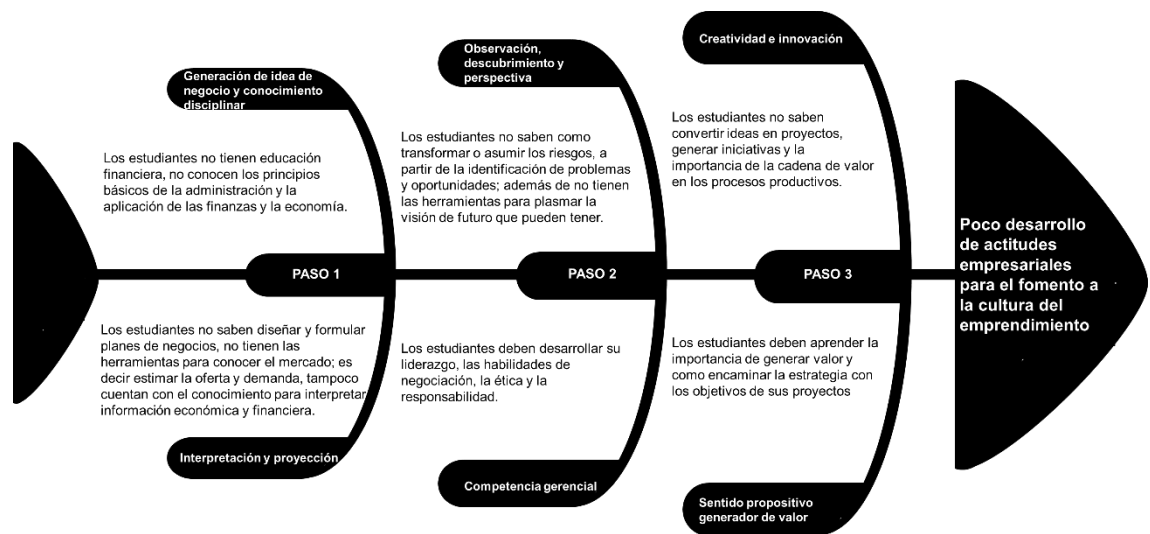 Generación de idea de
negocio y conocimiento
disciplinar
Los estudiantes no tienen educación
financiera, no conocen los principios
básicos de la administración y la
aplicación de las finanzas y la economía.
PASO 1
Los estudiantes no saben diseñar y formular
planes de negocios, no tienen las
herramientas para conocer el mercado; es
decir estimar la oferta y demanda, tampoco
cuentan con el conocimiento para interpretar
información económica y financiera.
Interpretación y proyección
Observación,
descubrimiento y
perspectiva
Los estudiantes no saben como
transformar o asumir los riesgos, a
partir de la identificación de problemas
y oportunidades; además de no tienen
las herramientas para plasmar la
visión de futuro que pueden tener.
PASO 2
Los estudiantes deben desarrollar su
liderazgo, las habilidades de
negociación, la ética y la
responsabilidad.
Competencia gerencial
Creatividad e innovación
Los estudiantes no saben
convertir ideas en proyectos,
generar iniciativas y la
importancia de la cadena de valor
en los procesos productivos.
PASO 3
Los estudiantes deben aprender la
importancia de generar valor y
como encaminar la estrategia con
los objetivos de sus proyectos
Sentido propositivo
generador de valor
Poco desarrollo
de actitudes
empresariales
para el fomento a
la cultura del
emprendimiento